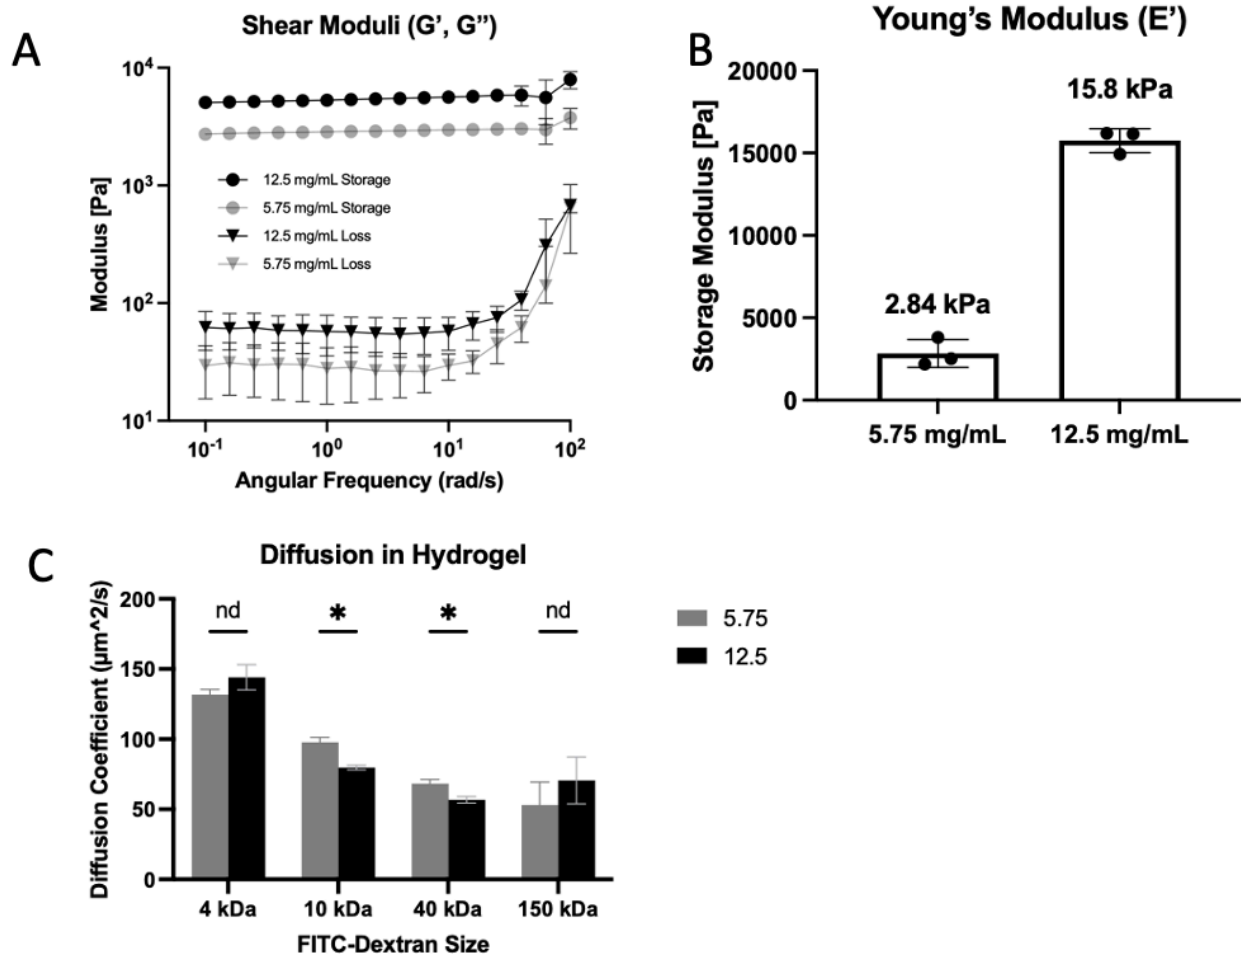 A
Shear Moduli (G’, G”)
Modulus [Pa]
10^4
10^3
10^2
10^1
12.5 mg/mL Storage
5.75 mg/mL Storage
12.5 mg/mL Loss
5.75 mg/mL Loss
10^-1
10^0
10^1
10^2
Angular Frequency (rad/s)
B
Young’s Modulus (E’)
Storage Modulus [Pa]
20000
15000
10000
5000
0
2.84 kPa
15.8 kPa
5.75 mg/mL
12.5 mg/mL
C
Diffusion in Hydrogel
Diffusion Coefficient (µm^2/s)
200
150
100
50
0
nd
*
*
nd
4 kDa
10 kDa
40 kDa
150 kDa
FITC-Dextran Size
5.75
12.5